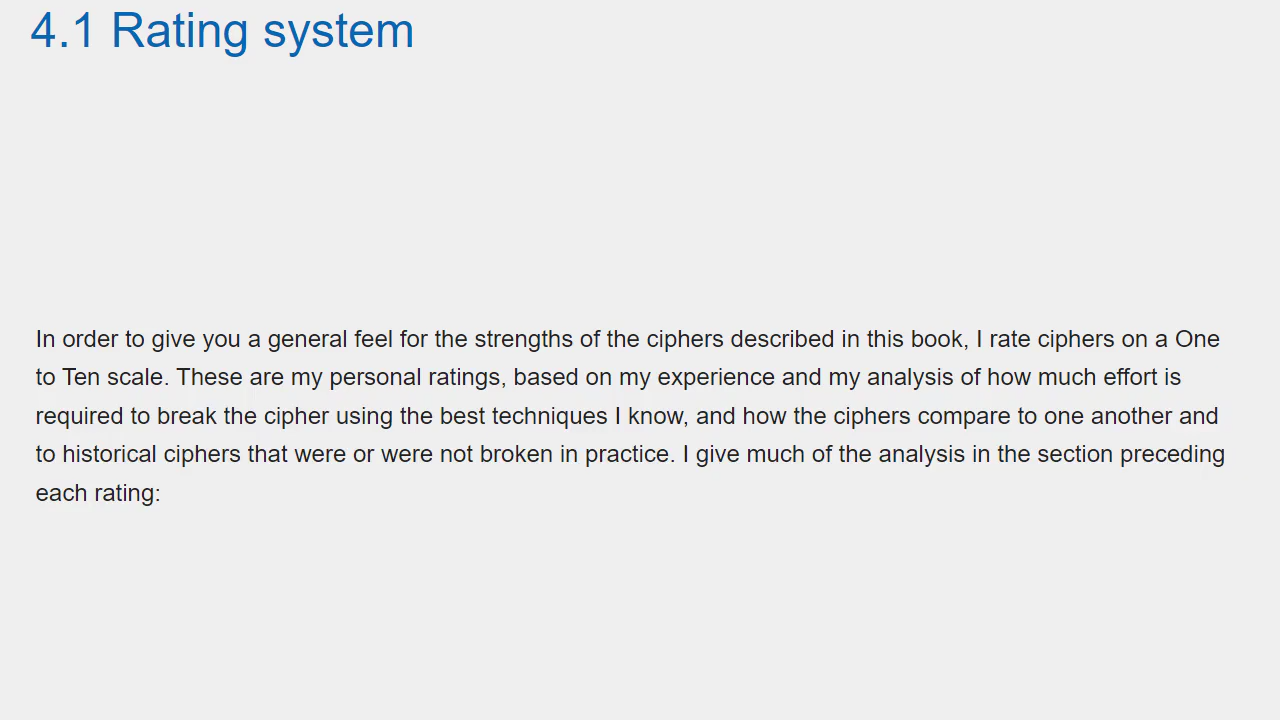 4.1 Rating system
In order to give you a general feel for the strengths of the ciphers described in this book, I rate ciphers on a One
to Ten scale. These are my personal ratings, based on my experience and my analysis of how much effort is
required to break the cipher using the best techniques I know, and how the ciphers compare to one another and
to historical ciphers that were or were not broken in practice. I give much of the analysis in the section preceding
each rating: